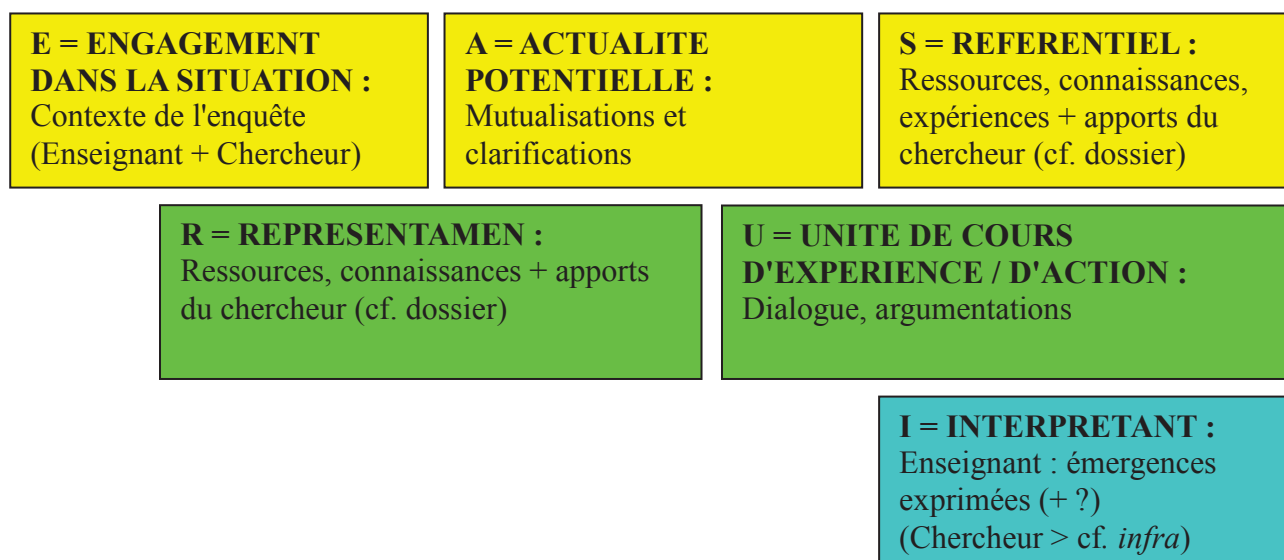 E = ENGAGEMENT
DANS LA SITUATION :
Contexte de l'enquête
(Enseignant + Chercheur)
A = ACTUALITE
POTENTIELLE :
Mutualisations et
clarifications
S = REFERENTIEL :
Ressources, connaissances,
expériences + apports du
chercheur (cf. dossier)
R = REPRESENTAMEN :
Ressources, connaissances + apports
du chercheur (cf. dossier)
U = UNITE DE COURS
D'EXPERIENCE / D'ACTION :
Dialogue, argumentations
I = INTERPRETANT :
Enseignant : émergences
exprimées (+ ?)
(Chercheur > cf. infra)